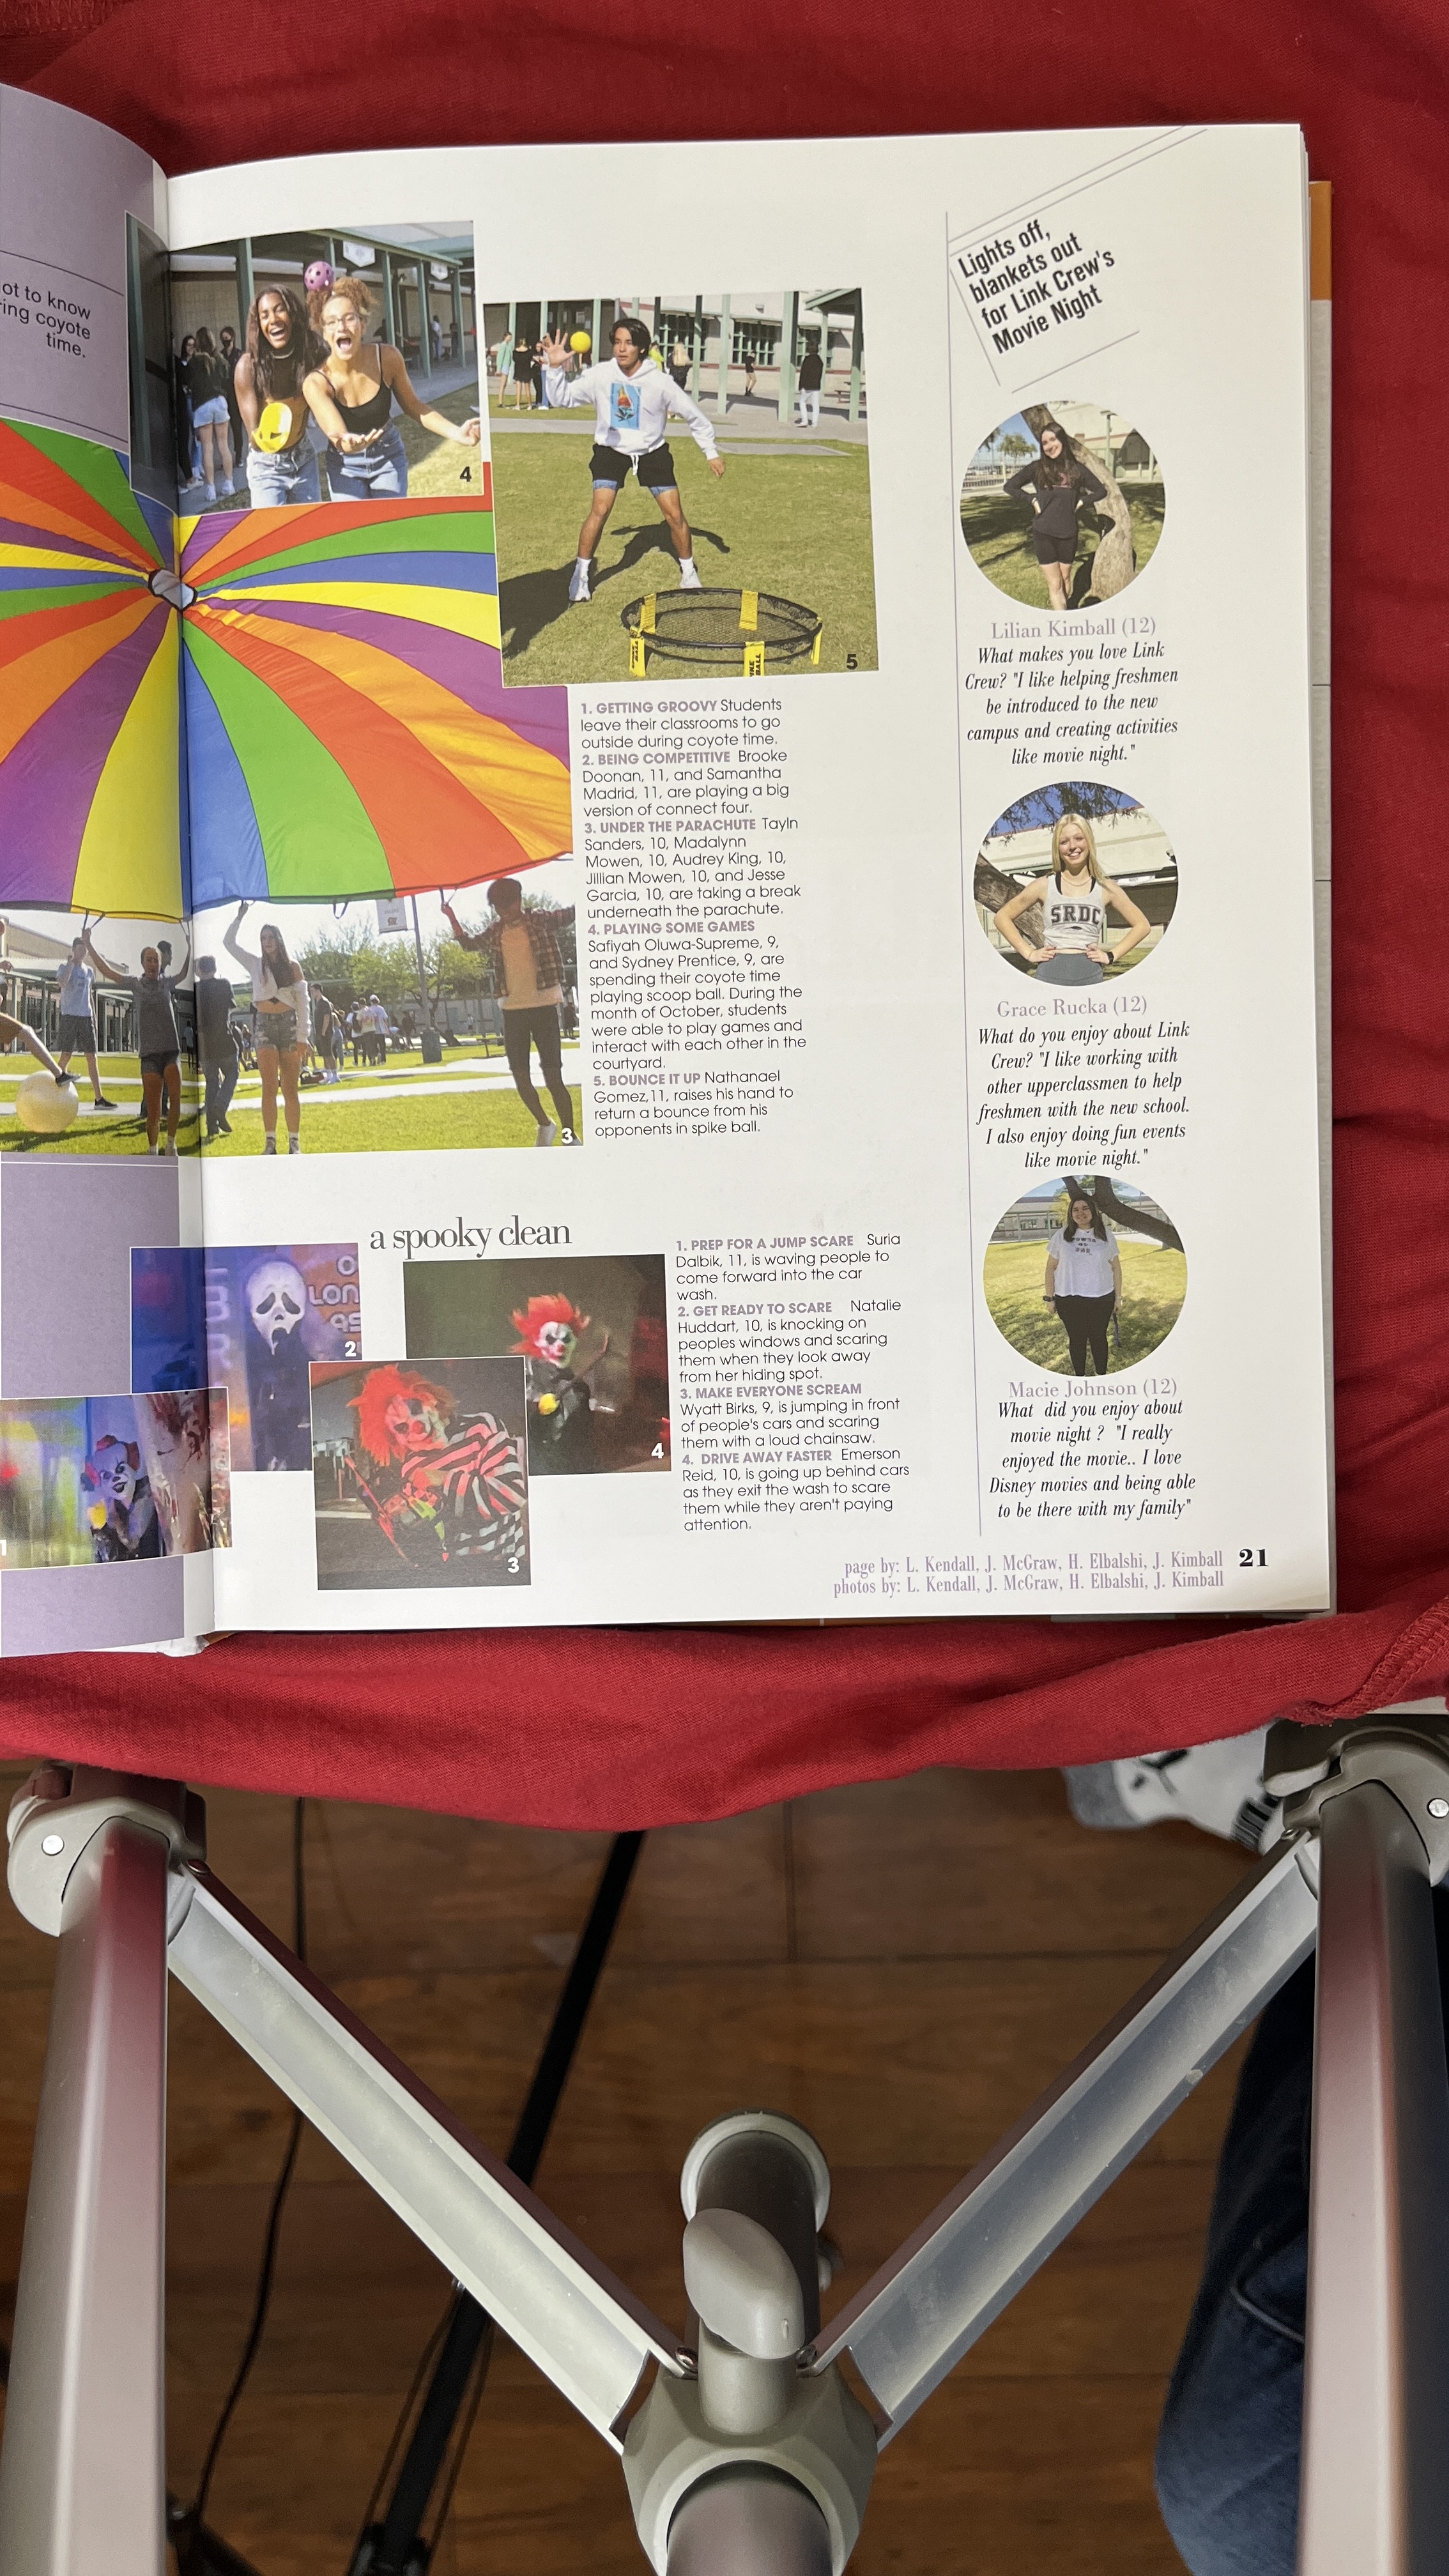 ot to know
ring coyote
time.
4
5
1. GETTING GROOVY Students
leave their classrooms to go
outside during coyote time.
2. BEING COMPETITIVE Brooke
Doonan, 11, and Samantha
Madrid, 11, are playing a big
version of connect four.
3. UNDER THE PARACHUTE Tayln
Sanders, 10, Madalynn
Mowen, 10, Audrey King, 10,
Jillian Mowen, 10, and Jesse
Garcia, 10, are taking a break
underneath the parachute.
4. PLAYING SOME GAMES
Safiyah Oluwa-Supreme, 9,
and Sydney Prentice, 9, are
spending their coyote time
playing scoop ball. During the
month of October, students
were able to play games and
interact with each other in the
courtyard.
5. BOUNCE IT UP Nathanael
Gomez,11, raises his hand to
return a bounce from his
opponents in spike ball.
3
a spooky clean
O
LON
as
2
4
3
1
1. PREP FOR A JUMP SCARE Suria
Dalbik, 11, is waving people to
come forward into the car
wash.
2. GET READY TO SCARE Natalie
Huddart, 10, is knocking on
peoples windows and scaring
them when they look away
from her hiding spot.
3. MAKE EVERYONE SCREAM
Wyatt Birks, 9, is jumping in front
of people's cars and scaring
them with a loud chainsaw.
4. DRIVE AWAY FASTER Emerson
Reid, 10, is going up behind cars
as they exit the wash to scare
them while they aren't paying
attention.
Lights off,
blankets out
for Link Crew's
Movie Night
Lilian Kimball (12)
What makes you love Link
Crew? "I like helping freshmen
be introduced to the new
campus and creating activities
like movie night."
SRDC
Grace Rucka (12)
What do you enjoy about Link
Crew? "I like working with
other upperclassmen to help
freshmen with the new school.
I also enjoy doing fun events
like movie night."
Macie Johnson (12)
What did you enjoy about
movie night ? "I really
enjoyed the movie.. I love
Disney movies and being able
to be there with my family"
page by: L. Kendall, J. McGraw, H. Elbalshi, J. Kimball 21
photos by: L. Kendall, J. McGraw, H. Elbalshi, J. Kimball